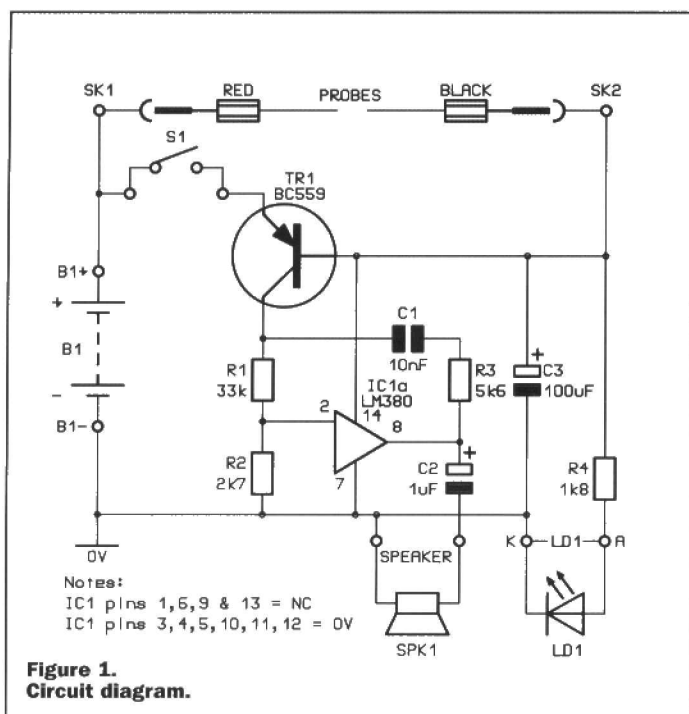 SK1 RED PROBES BLACK SK2
S1
TR1
BC559
B1+
+
B1
-
B1-
C1
10nF
R1
33k
IC1a
LM380
14
2
8
7
R3
5k6
+
C3
100uF
R2
2k7
+
C2
1uF
R4
1k8
0V
SPEAKER
K LD1 A
SPK1
LD1
Notes:
IC1 pins 1,6,9 & 13 = NC
IC1 pins 3,4,5,10,11,12 = 0V
Figure 1.
Circuit diagram.